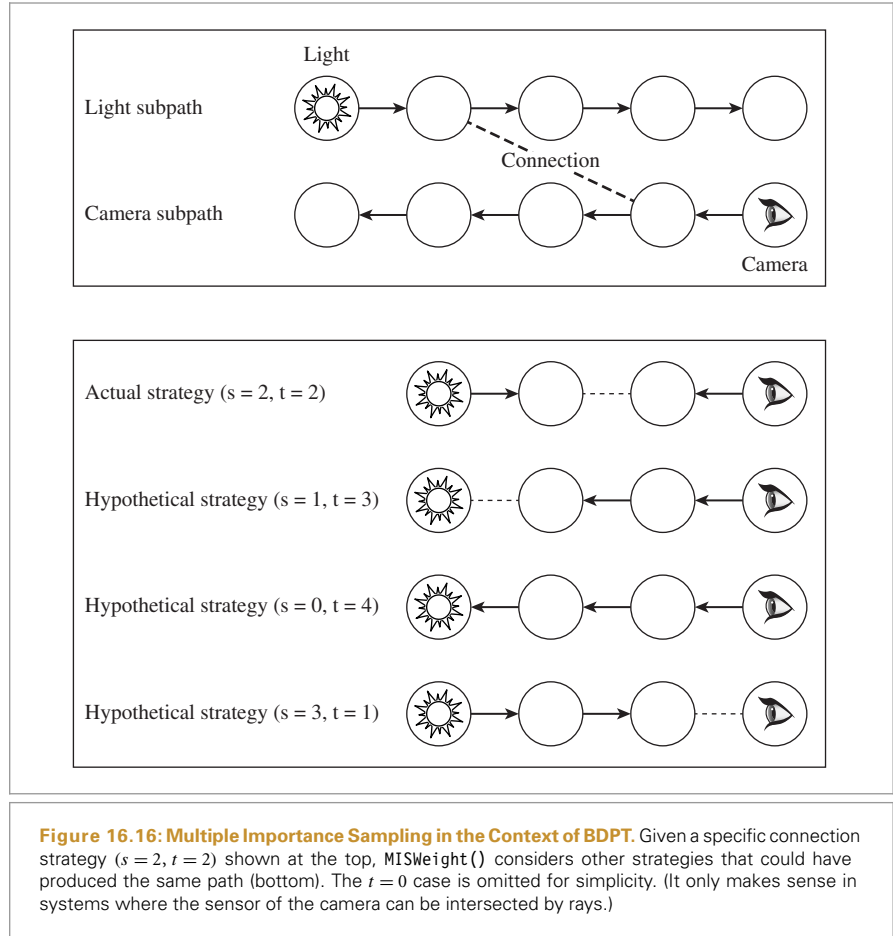 Light
Light subpath
Connection
Camera subpath
Camera
Actual strategy (s = 2, t = 2)
Hypothetical strategy (s = 1, t = 3)
Hypothetical strategy (s = 0, t = 4)
Hypothetical strategy (s = 3, t = 1)
Figure 16.16: Multiple Importance Sampling in the Context of BDPT. Given a specific connection
strategy (s = 2, t = 2) shown at the top, MISWeight() considers other strategies that could have
produced the same path (bottom). The t = 0 case is omitted for simplicity. (It only makes sense in
systems where the sensor of the camera can be intersected by rays.)